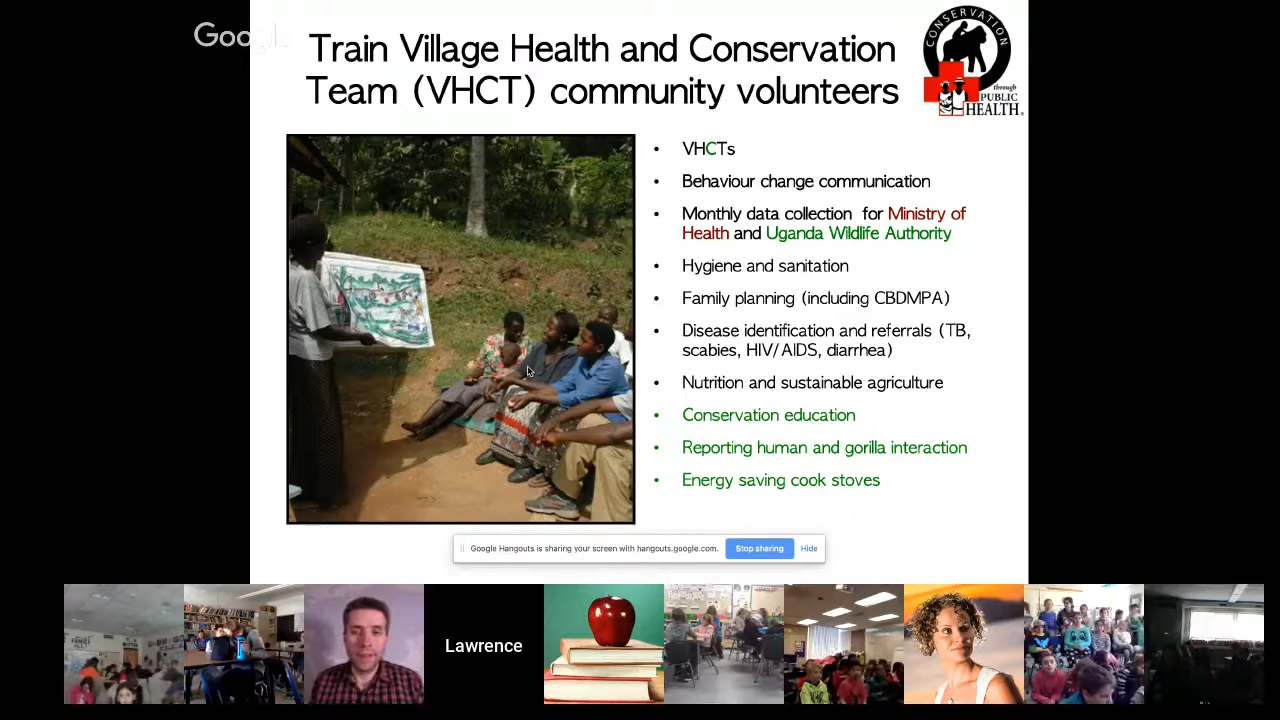 Google
Train Village Health and Conservation
Team (VHCT) community volunteers
CONSERVATION
through
PUBLIC
HEALTH
• VHCTs
• Behaviour change communication
• Monthly data collection for Ministry of
Health and Uganda Wildlife Authority
• Hygiene and sanitation
• Family planning (including CBDMPA)
• Disease identification and referrals (TB,
scabies, HIV/AIDS, diarrhea)
• Nutrition and sustainable agriculture
• Conservation education
• Reporting human and gorilla interaction
• Energy saving cook stoves
Google Hangouts is sharing your screen with hangouts.google.com.
Stop sharing
Hide
Lawrence